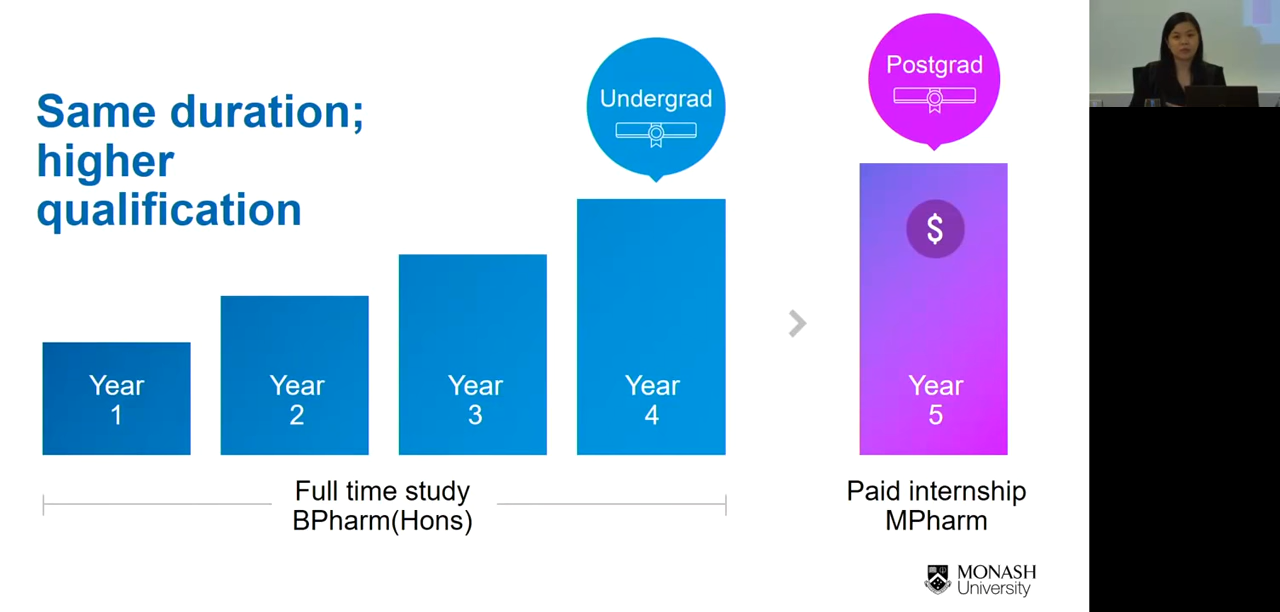 Same duration;
higher
qualification
Undergrad
Postgrad
$
Year
1
Year
2
Year
3
Year
4
Year
5
Full time study
BPharm(Hons)
Paid internship
MPharm
MONASH
University